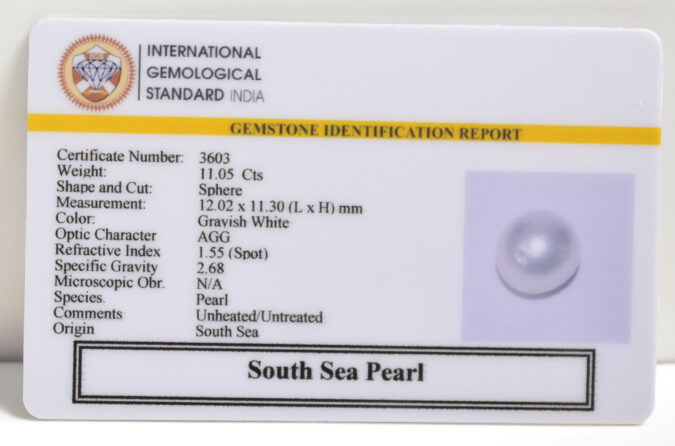 IGS
INTERNATIONAL
GEMOLOGICAL
STANDARD INDIA
GEMSTONE IDENTIFICATION REPORT
Certificate Number: 3603
Weight: 11.05 Cts
Shape and Cut: Sphere
Measurement: 12.02 x 11.30 (L x H) mm
Color: Grayish White
Optic Character AGG
Refractive Index 1.55 (Spot)
Specific Gravity 2.68
Microscopic Obr. N/A
Species. Pearl
Comments Unheated/Untreated
Origin South Sea
South Sea Pearl